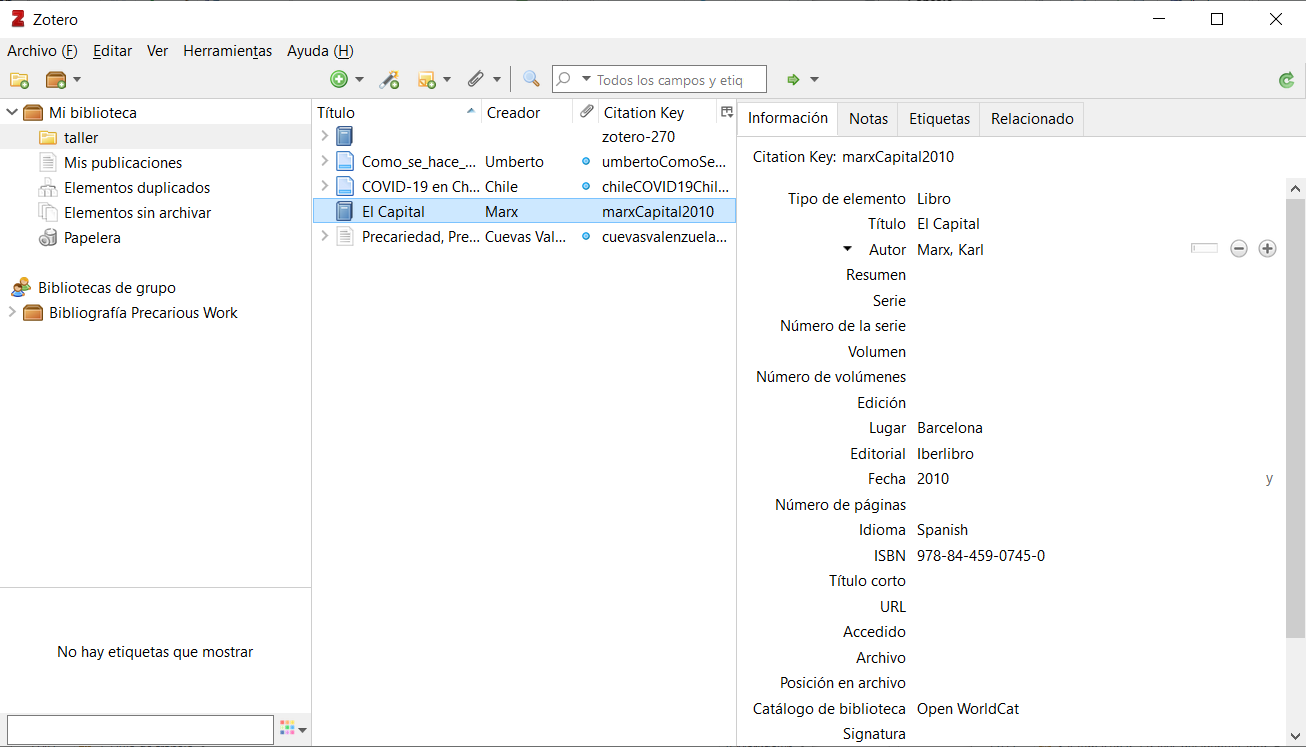 Zotero
Archivo (F) Editar Ver Herramientas Ayuda (H)
Todos los campos y etiq
Mi biblioteca
taller
Mis publicaciones
Elementos duplicados
Elementos sin archivar
Papelera
Bibliotecas de grupo
Bibliografía Precarious Work
No hay etiquetas que mostrar
Título Creador Citation Key
zotero-270
Como_se_hace_... Umberto umbertoComoSe...
COVID-19 en Ch... Chile chileCOVID19Chil...
El Capital Marx marxCapital2010
Precariedad, Pre... Cuevas Val... cuevasvalenzuela...
Información Notas Etiquetas Relacionado
Citation Key: marxCapital2010
Tipo de elemento Libro
Título El Capital
Autor Marx, Karl
Resumen
Serie
Número de la serie
Volumen
Número de volúmenes
Edición
Lugar Barcelona
Editorial Iberlibro
Fecha 2010 y
Número de páginas
Idioma Spanish
ISBN 978-84-459-0745-0
Título corto
URL
Accedido
Archivo
Posición en archivo
Catálogo de biblioteca Open WorldCat
Signatura